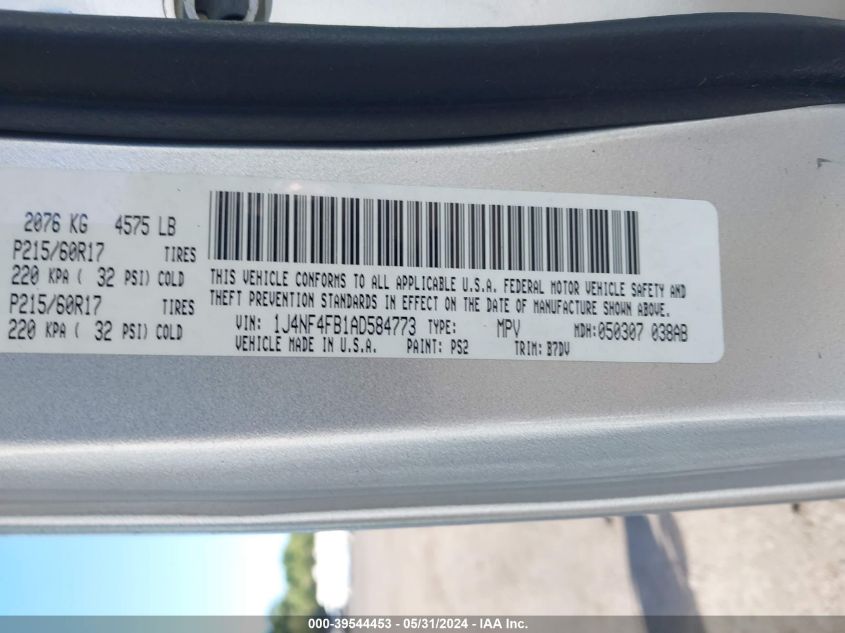 2076 KG 4575 LB
P215/60R17 TIRES
220 KPA ( 32 PSI) COLD
P215/60R17 TIRES
220 KPA ( 32 PSI) COLD
THIS VEHICLE CONFORMS TO ALL APPLICABLE U.S.A. FEDERAL MOTOR VEHICLE SAFETY AND
THEFT PREVENTION STANDARDS IN EFFECT ON THE DATE OF MANUFACTURE SHOWN ABOVE.
VIN: 1J4NF4FB1AD584773 TYPE: MPV MDH:050307 038AB
VEHICLE MADE IN U.S.A. PAINT: PS2 TRIM: B7DV
000-39544453 - 05/31/2024 - IAA Inc.